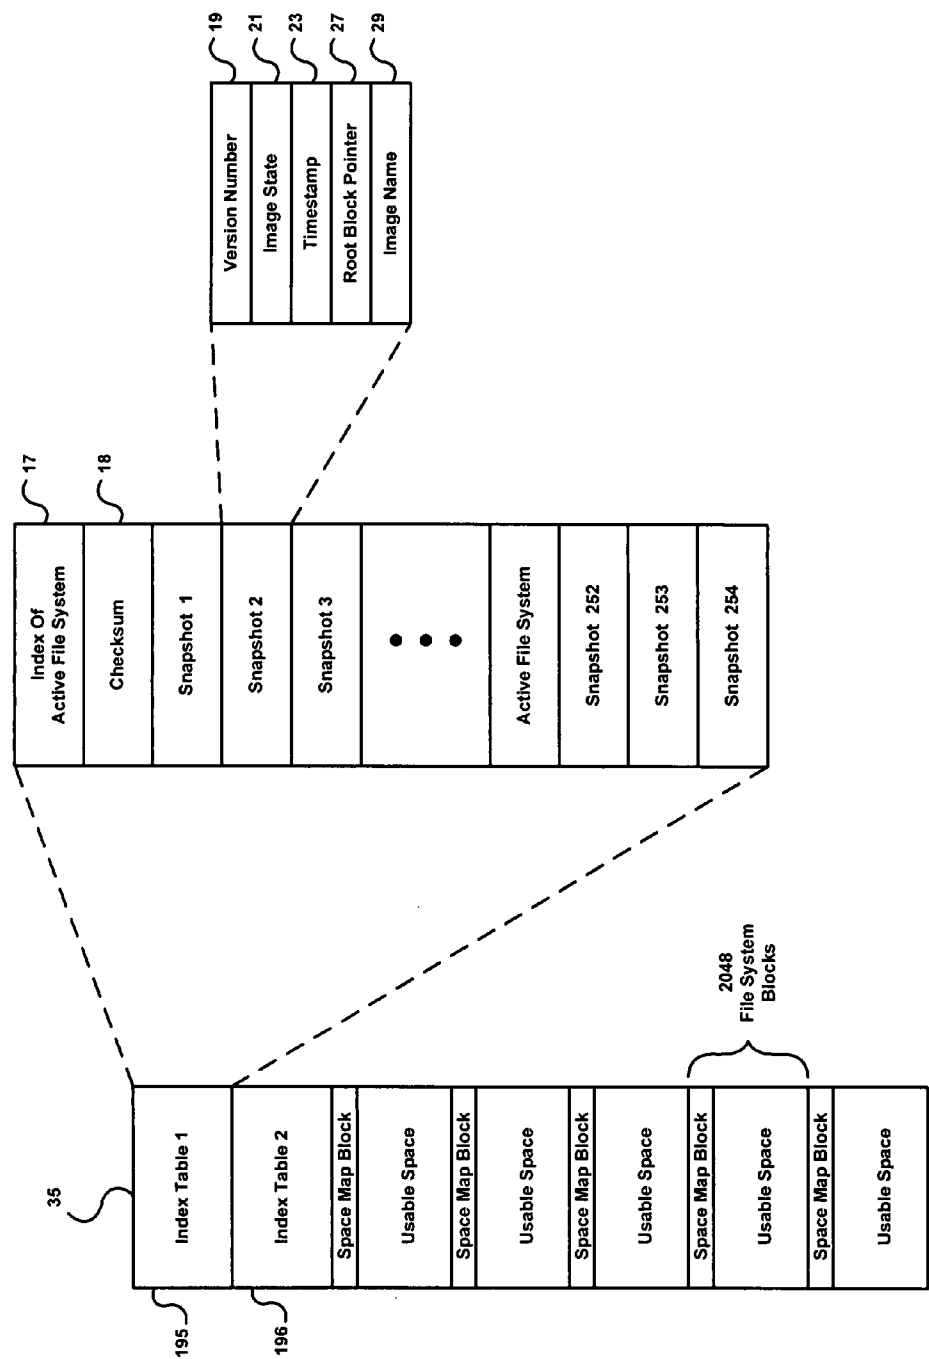 35
195
Index Table 1
196
Index Table 2
Space Map Block
Usable Space
Space Map Block
Usable Space
Space Map Block
Usable Space
Space Map Block
Usable Space
Space Map Block
Usable Space
2048
File System
Blocks
17
Index Of
Active File System
18
Checksum
Snapshot 1
Snapshot 2
Snapshot 3
Active File System
Snapshot 252
Snapshot 253
Snapshot 254
19
Version Number
21
Image State
23
Timestamp
27
Root Block Pointer
29
Image Name